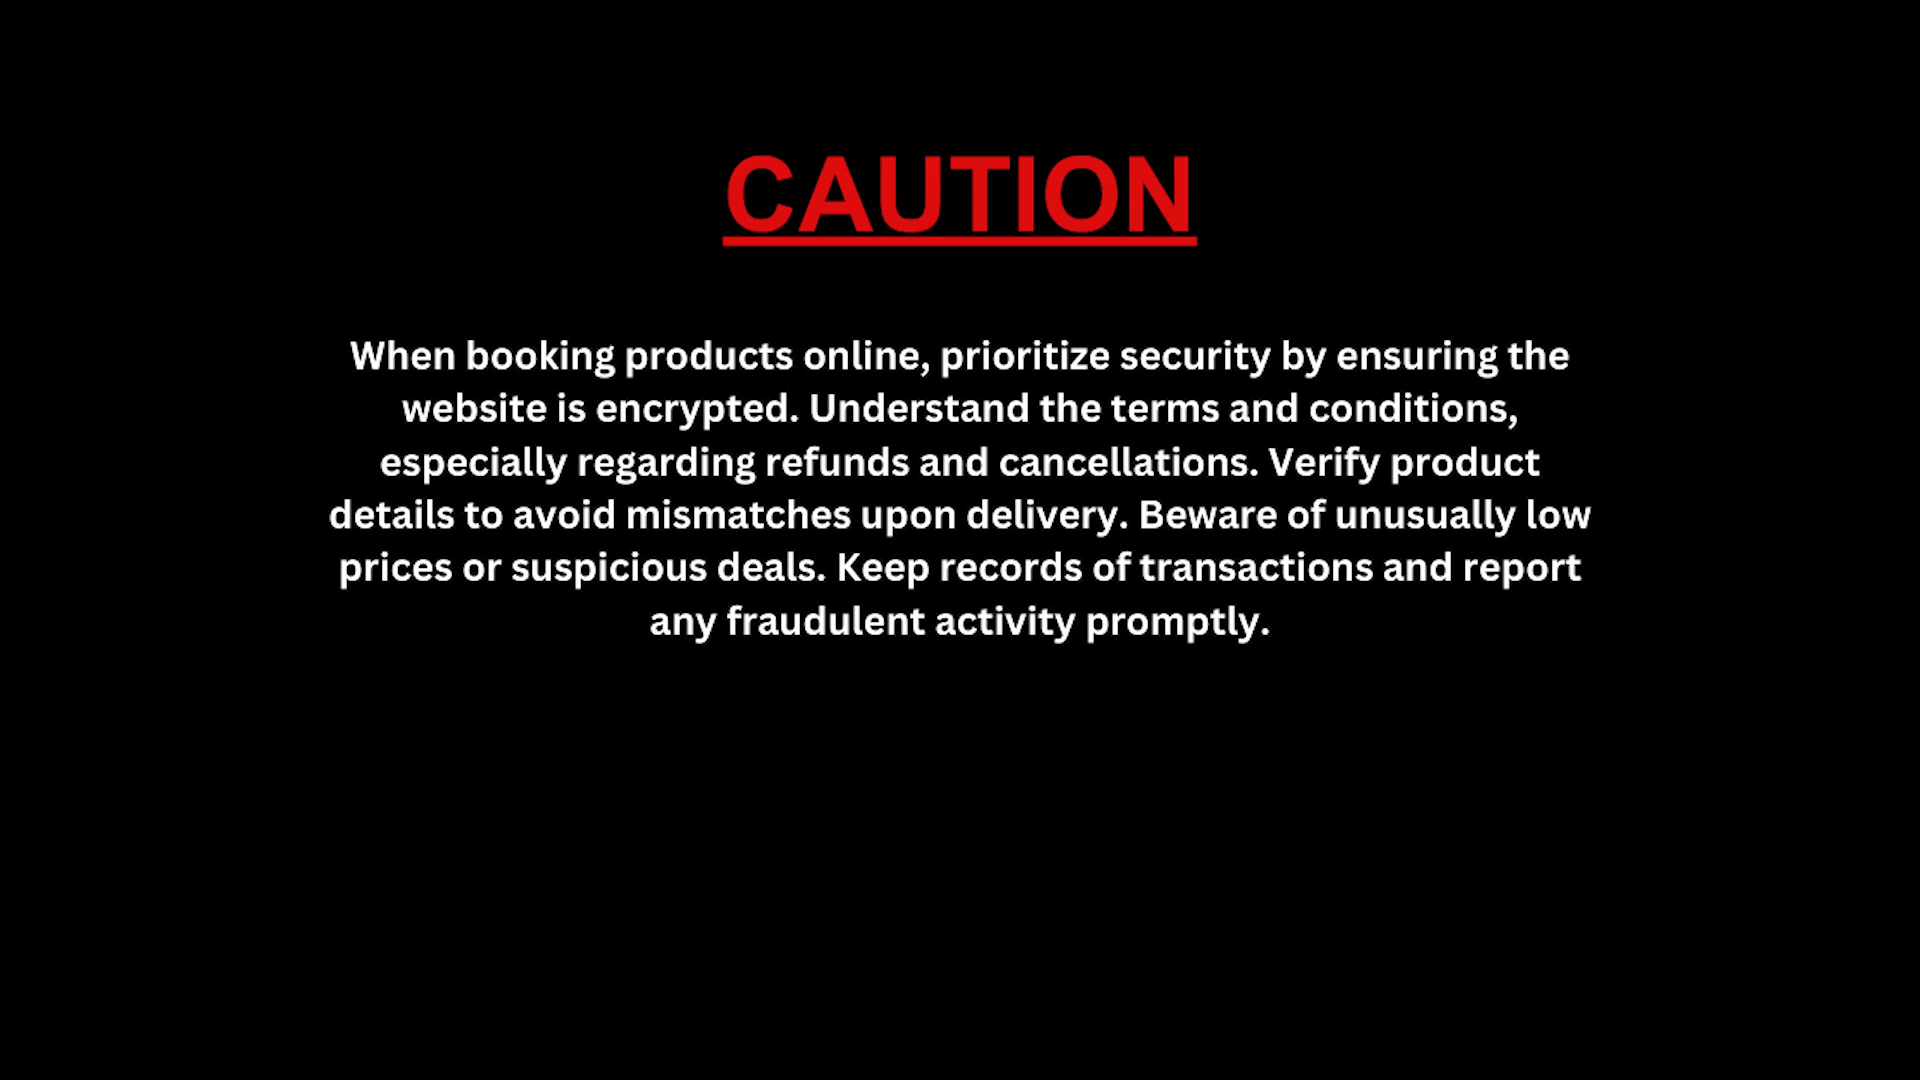 CAUTION
When booking products online, prioritize security by ensuring the
website is encrypted. Understand the terms and conditions,
especially regarding refunds and cancellations. Verify product
details to avoid mismatches upon delivery. Beware of unusually low
prices or suspicious deals. Keep records of transactions and report
any fraudulent activity promptly.